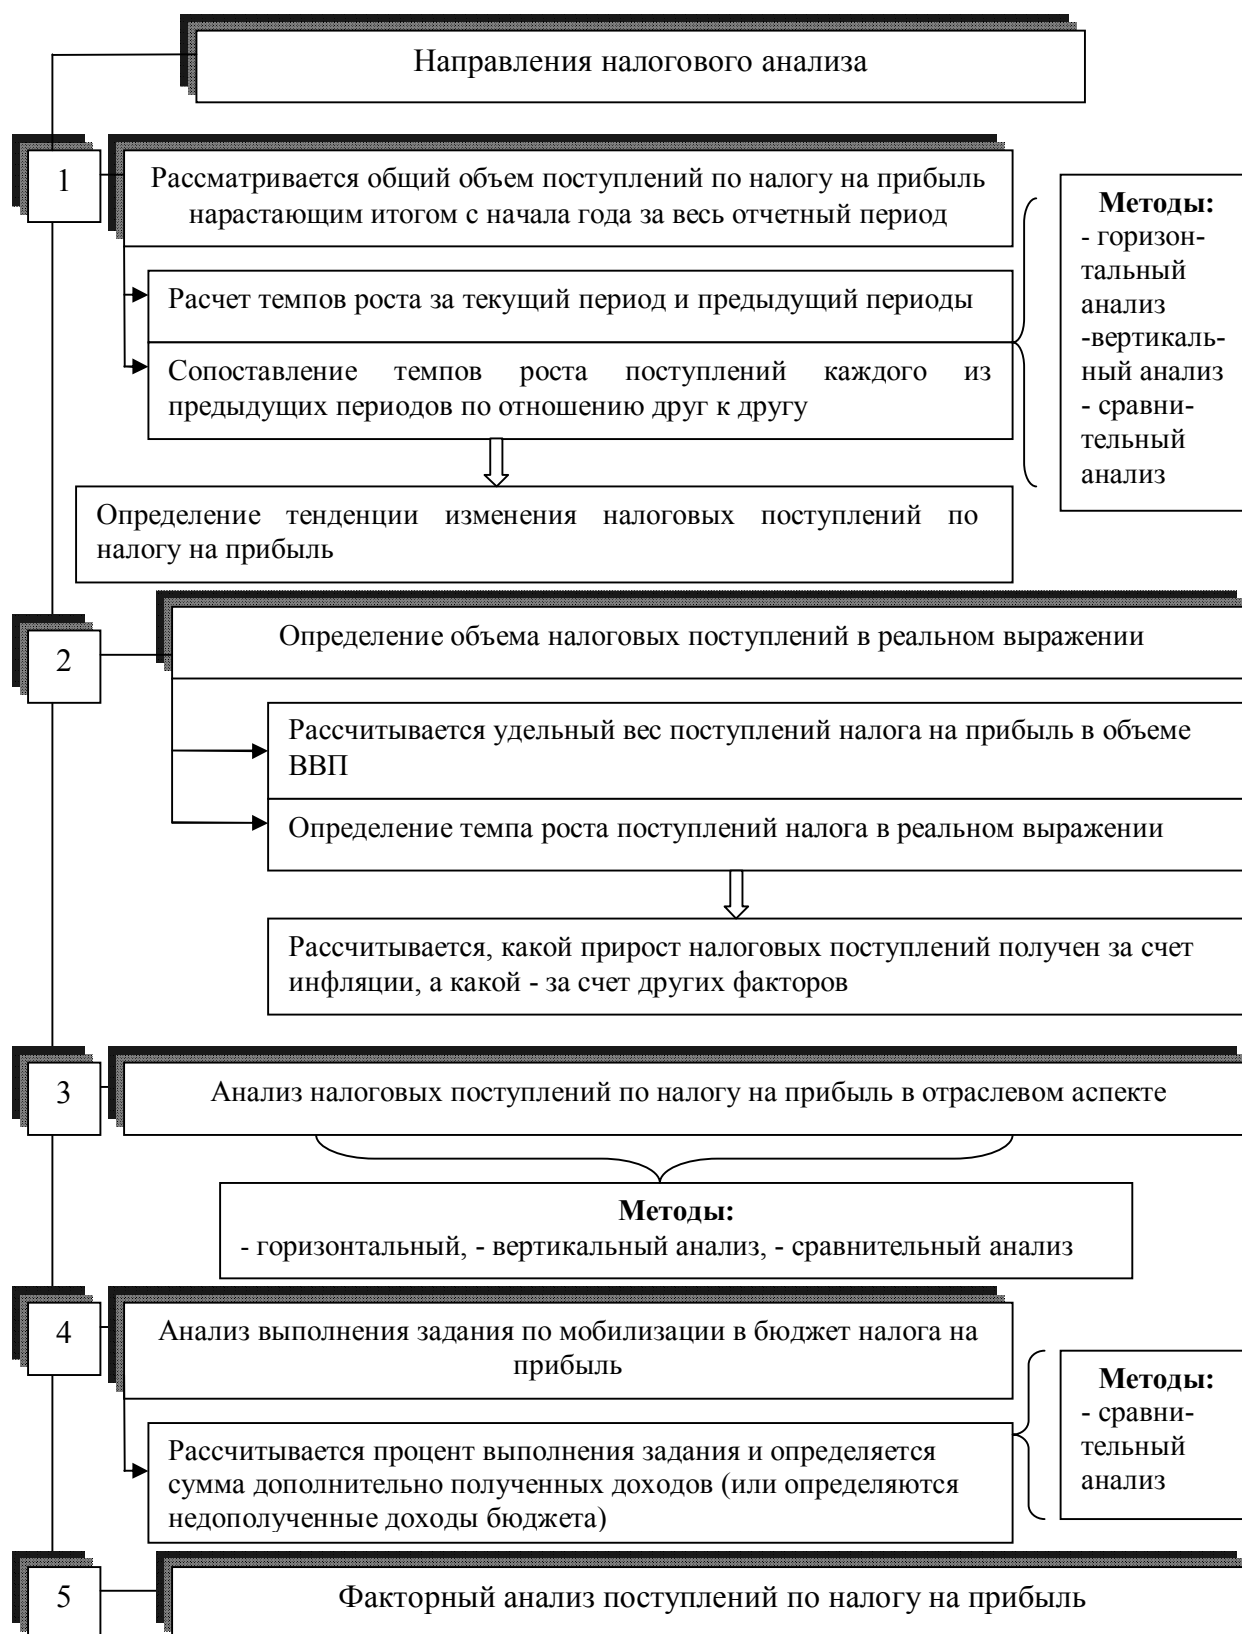 Направления налогового анализа
1
Рассматривается общий объем поступлений по налогу на прибыль
нарастающим итогом с начала года за весь отчетный период
Расчет темпов роста за текущий период и предыдущий периоды
Сопоставление темпов роста поступлений каждого из
предыдущих периодов по отношению друг к другу
Методы:
- горизон-
тальный
анализ
-вертикаль-
ный анализ
- сравни-
тельный
анализ
Определение тенденции изменения налоговых поступлений по
налогу на прибыль
2
Определение объема налоговых поступлений в реальном выражении
Рассчитывается удельный вес поступлений налога на прибыль в объеме
ВВП
Определение темпа роста поступлений налога в реальном выражении
Рассчитывается, какой прирост налоговых поступлений получен за счет
инфляции, а какой - за счет других факторов
3
Анализ налоговых поступлений по налогу на прибыль в отраслевом аспекте
Методы:
- горизонтальный, - вертикальный анализ, - сравнительный анализ
4
Анализ выполнения задания по мобилизации в бюджет налога на
прибыль
Рассчитывается процент выполнения задания и определяется
сумма дополнительно полученных доходов (или определяются
недополученные доходы бюджета)
Методы:
- сравни-
тельный
анализ
5
Факторный анализ поступлений по налогу на прибыль